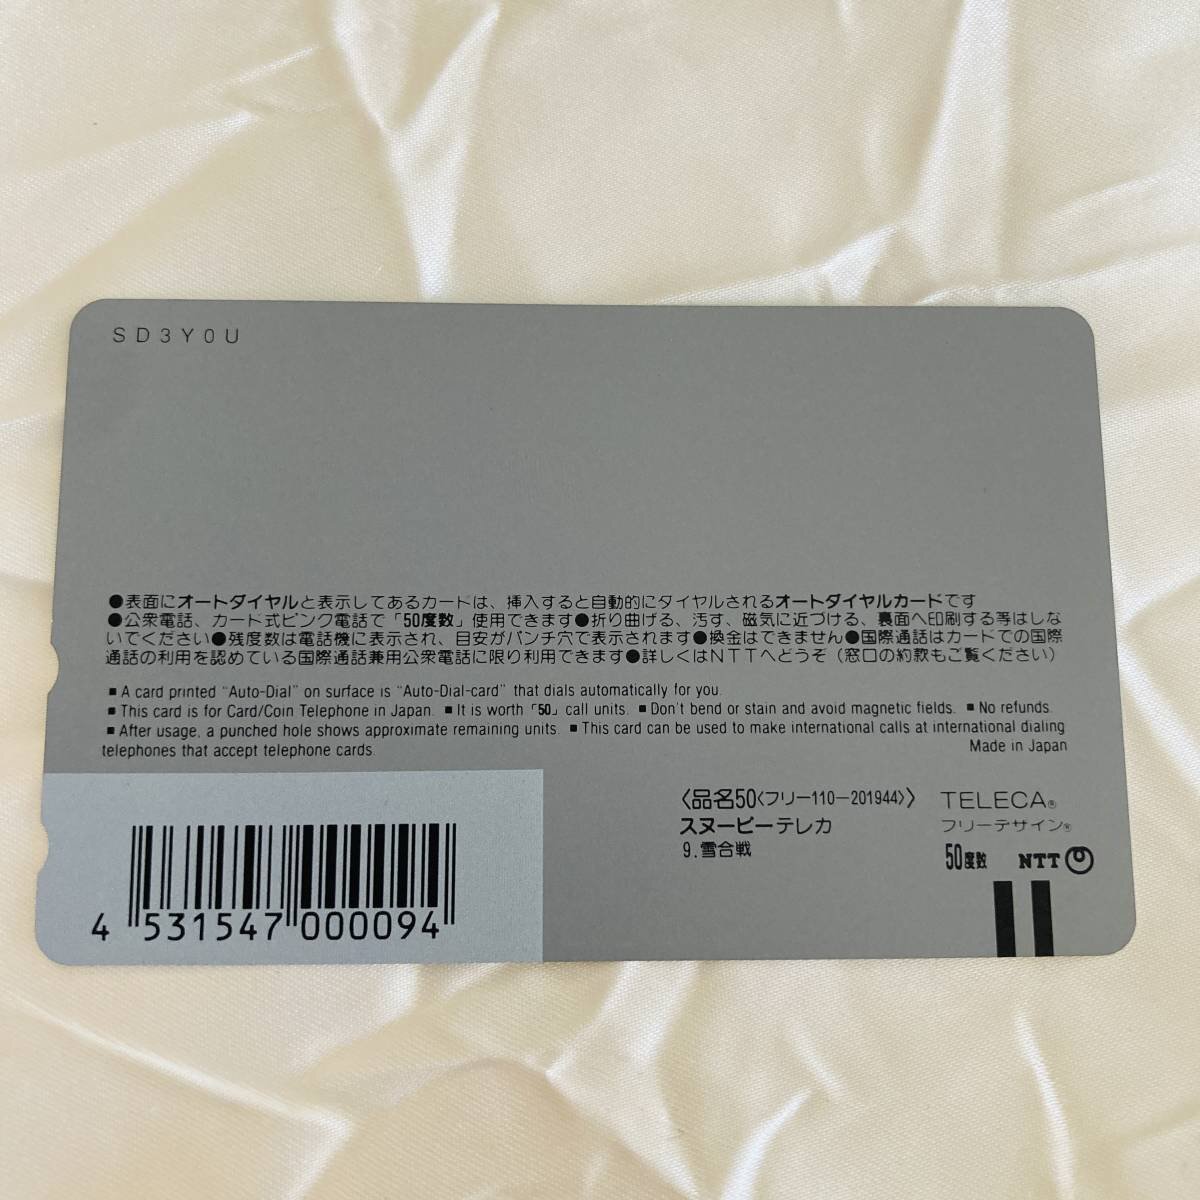 SD3Y0U
●表面にオートダイヤルと表示してあるカードは、挿入すると自動的にダイヤルされるオートダイヤルカードです
●公衆電話、カード式ピンク電話で「50度数」使用できます●折り曲げる、汚す、磁気に近づける、裏面へ印刷する等はしな
いでください●残度数は電話機に表示され、目安がパンチ穴で表示されます●換金はできません●国際通話はカードでの国際
通話の利用を認めている国際通話兼用公衆電話に限り利用できます●詳しくはNTTへどうぞ（窓口の約款もご覧ください）
■ A card printed “Auto-Dial” on surface is “Auto-Dial-card” that dials automatically for you.
■ This card is for Card/Coin Telephone in Japan. ■ It is worth「50」call units. ■ Don't bend or stain and avoid magnetic fields. ■ No refunds.
■ After usage, a punched hole shows approximate remaining units. ■ This card can be used to make international calls at international dialing
telephones that accept telephone cards.
Made in Japan
〈品名50〈フリー110－201944〉〉
スヌーピーテレカ
9.雪合戦
TELECA®
フリーデザイン®
50度数 NTT
4 531547 000094